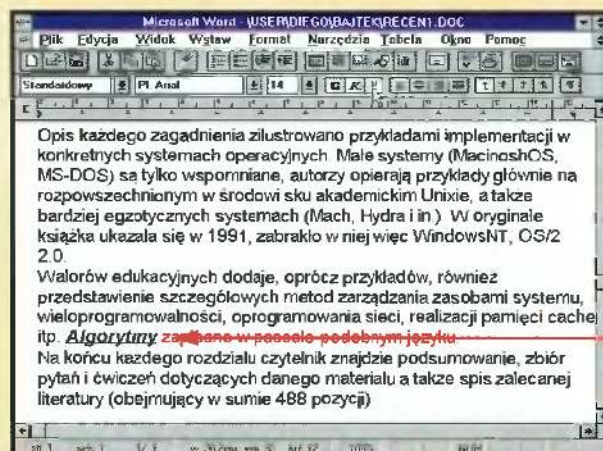 Microsoft Word - \USER\DIEGO\BAJTEK\RECEN1.DOC
Plik Edycja Widok Wstaw Format Narzędzia Tabela Okno Pomoc
Standardowy Pl Arial 14 G K
Opis każdego zagadnienia zilustrowano przykładami implementacji w
konkretnych systemach operacyjnych. Małe systemy (MacinoshOS,
MS-DOS) są tylko wspomniane, autorzy opierają przykłady głównie na
rozpowszechnionym w środowi sku akademickim Unixie, a także
bardziej egzotycznych systemach (Mach, Hydra i in.) W oryginale
książka ukazała się w 1991, zabrakło w niej więc WindowsNT, OS/2
2.0.
Walorów edukacyjnych dodaje, oprócz przykładów, również
przedstawienie szczegółowych metod zarządzania zasobami systemu,
wieloprogramowalności, oprogramowania sieci, realizacji pamięci cache
itp. Algorytmy zapisano w pascalo-podobnym języku
Na końcu każdego rozdziału czytelnik znajdzie podsumowanie, zbiór
pytań i ćwiczeń dotyczących danego materiału a także spis zalecanej
literatury (obejmujący w sumie 488 pozycji)